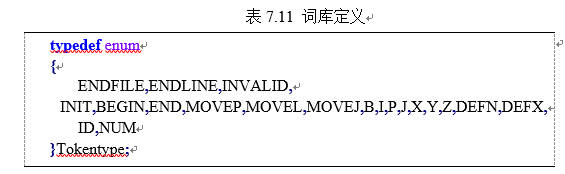 表 7.11 词库定义
typedef enum
{
ENDFILE,ENDLINE,INVALID,
INIT,BEGIN,END,MOVEP,MOVEL,MOVEJ,B,I,P,J,X,Y,Z,DEFN,DEFX,
ID,NUM
}Tokentype;